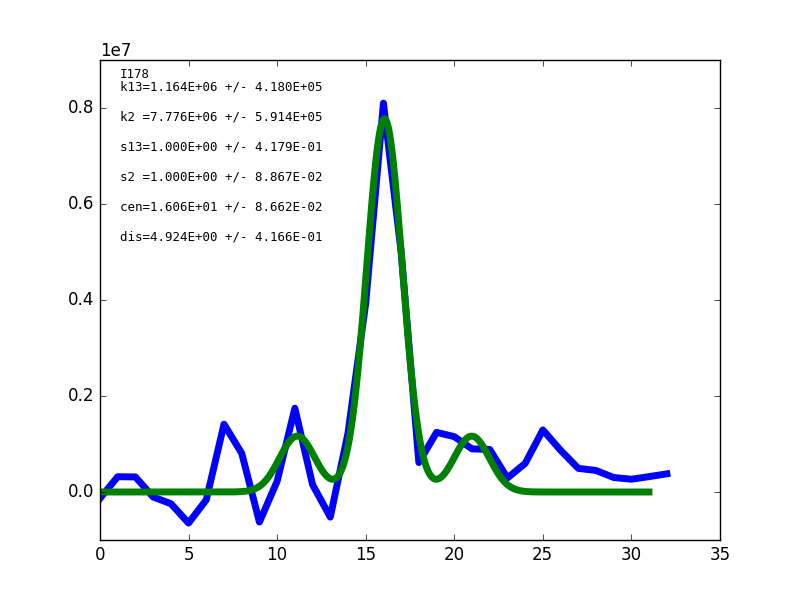 1e7
I178
k13=1.164E+06 +/- 4.180E+05
k2 =7.776E+06 +/- 5.914E+05
s13=1.000E+00 +/- 4.179E-01
s2 =1.000E+00 +/- 8.867E-02
cen=1.606E+01 +/- 8.662E-02
dis=4.924E+00 +/- 4.166E-01
0.8
0.6
0.4
0.2
0.0
0 5 10 15 20 25 30 35